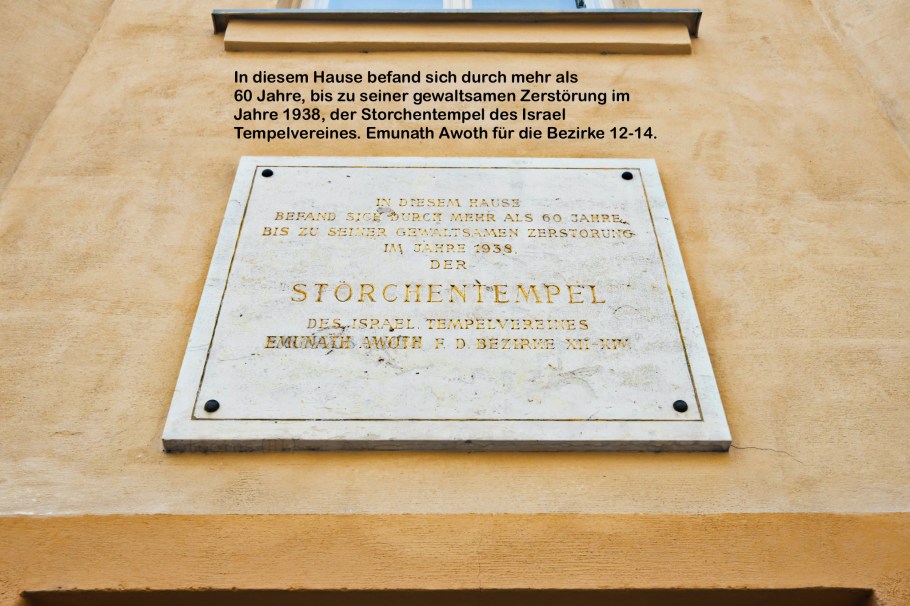 In diesem Hause befand sich durch mehr als
60 Jahre, bis zu seiner gewaltsamen Zerstörung im
Jahre 1938, der Storchentempel des Israel
Tempelvereines. Emunath Awoth für die Bezirke 12-14.
IN DIESEM HAUSE
BEFAND SICH DURCH MEHR ALS 60 JAHRE,
BIS ZU SEINER GEWALTSAMEN ZERSTÖRUNG
IM JAHRE 1938.
DER
STORCHENTEMPEL
DES ISRAEL. TEMPELVEREINES
EMUNATH AWOTH F. D. BEZIRKE XII-XIV.